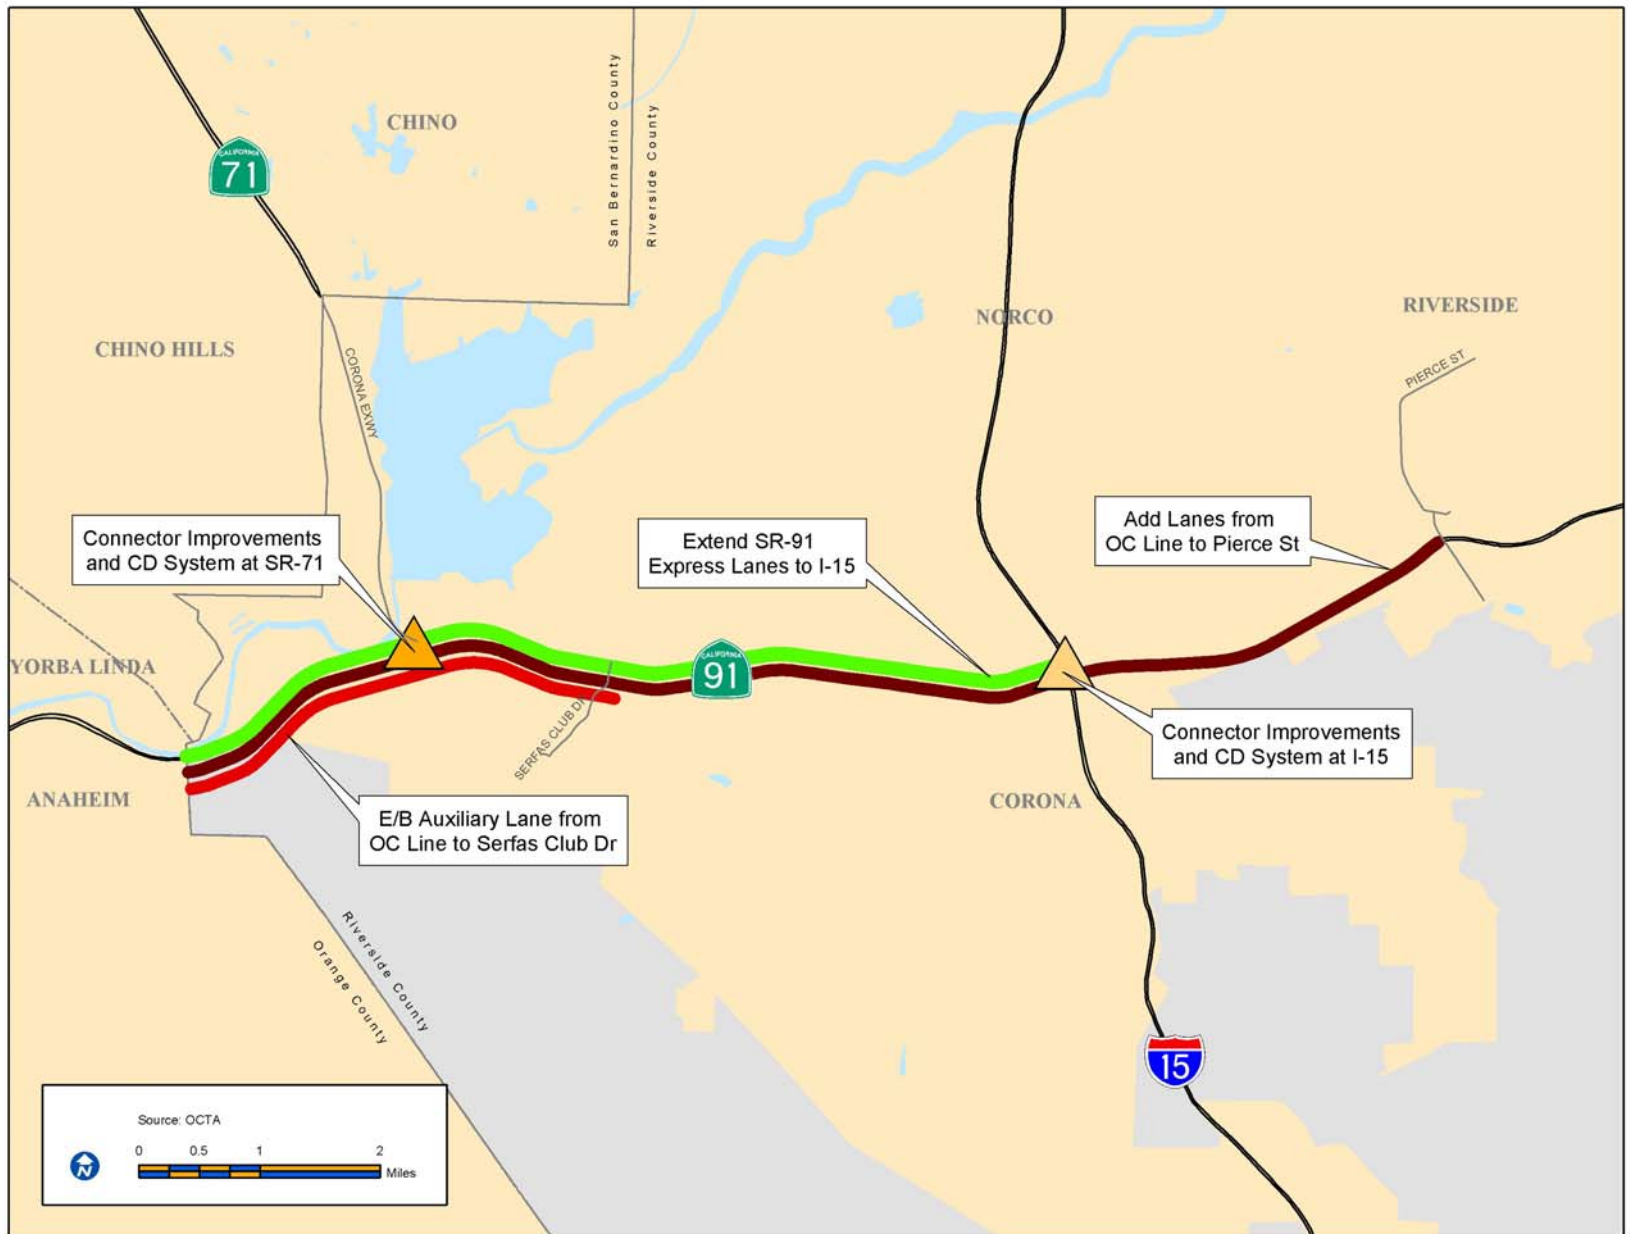 San Bernardino County
Riverside County
CHINO
CALIFORNIA
71
NORCO
RIVERSIDE
CHINO HILLS
CORONA EXWY
PIERCE ST
Connector Improvements
and CD System at SR-71
Extend SR-91
Express Lanes to I-15
Add Lanes from
OC Line to Pierce St
YORBA LINDA
CALIFORNIA
91
SERFAS CLUB DR
Connector Improvements
and CD System at I-15
ANAHEIM
CORONA
E/B Auxiliary Lane from
OC Line to Serfas Club Dr
Riverside County
Orange County
15
Source: OCTA
N
0 0.5 1 2
Miles